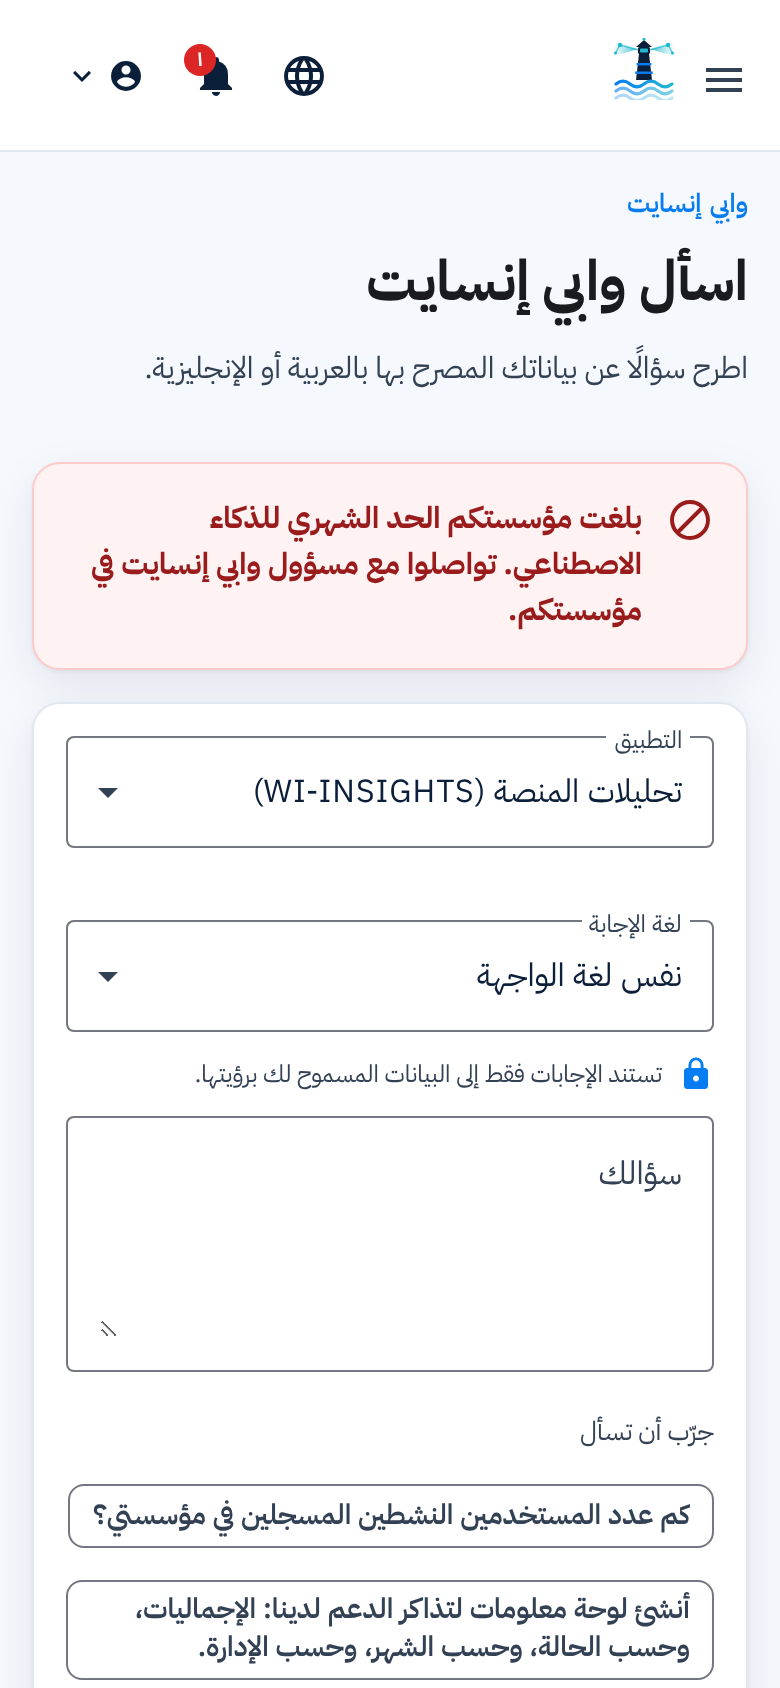 ١
وابي إنسايت
اسأل وابي إنسايت
اطرح سؤالًا عن بياناتك المصرح بها بالعربية أو الإنجليزية.
بلغت مؤسستكم الحد الشهري للذكاء
الاصطناعي. تواصلوا مع مسؤول وابي إنسايت في
مؤسستكم.
التطبيق
تحليلات المنصة (WI-INSIGHTS)
لغة الإجابة
نفس لغة الواجهة
تستند الإجابات فقط إلى البيانات المسموح لك برؤيتها.
سؤالك
جرّب أن تسأل
كم عدد المستخدمين النشطين المسجلين في مؤسستي؟
أنشئ لوحة معلومات لتذاكر الدعم لدينا: الإجماليات،
وحسب الحالة، وحسب الشهر، وحسب الإدارة.